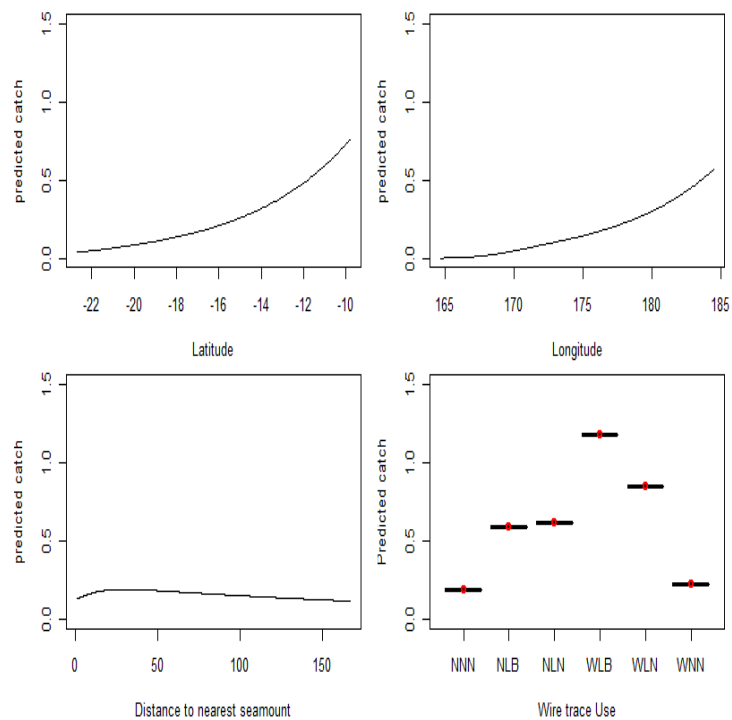 predicted catch
0.0 0.5 1.0 1.5
-22 -20 -18 -16 -14 -12 -10
Latitude
predicted catch
0.0 0.5 1.0 1.5
165 170 175 180 185
Longitude
predicted catch
0.0 0.5 1.0 1.5
0 50 100 150
Distance to nearest seamount
Predicted catch
0.0 0.5 1.0 1.5
NNN NLB NLN WLB WLN WNN
Wire trace Use